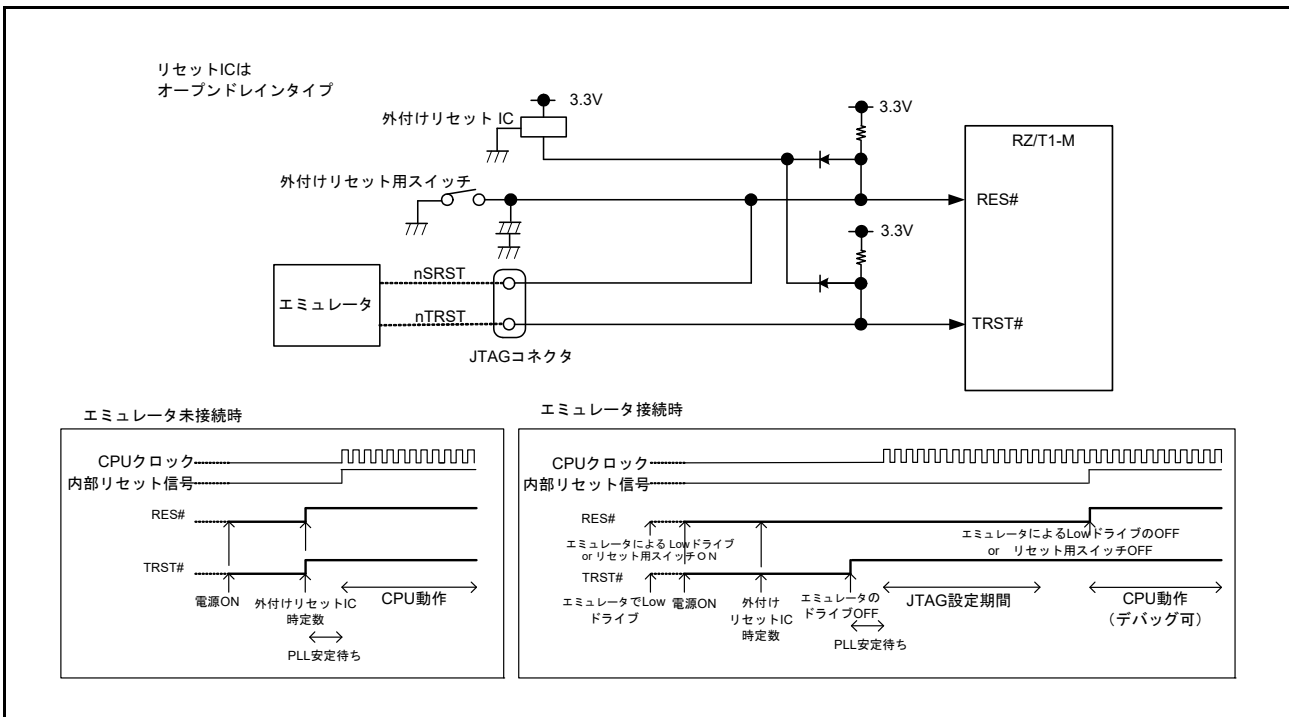 リセットICは
オープンドレインタイプ
3.3V
外付けリセット IC
3.3V
RZ/T1-M
外付けリセット用スイッチ
RES#
3.3V
エミュレータ
nSRST
nTRST
TRST#
JTAGコネクタ
エミュレータ未接続時
CPUクロック
内部リセット信号
RES#
TRST#
電源ON
外付けリセットIC
時定数
CPU動作
PLL安定待ち
エミュレータ接続時
CPUクロック
内部リセット信号
RES#
エミュレータによる Lowドライブ
or リセット用スイッチON
エミュレータによるLowドライブのOFF
or リセット用スイッチOFF
TRST#
エミュレータでLow
ドライブ
電源ON
外付け
リセットIC
時定数
エミュレータの
ドライブOFF
PLL安定待ち
JTAG設定期間
CPU動作
(デバッグ可)